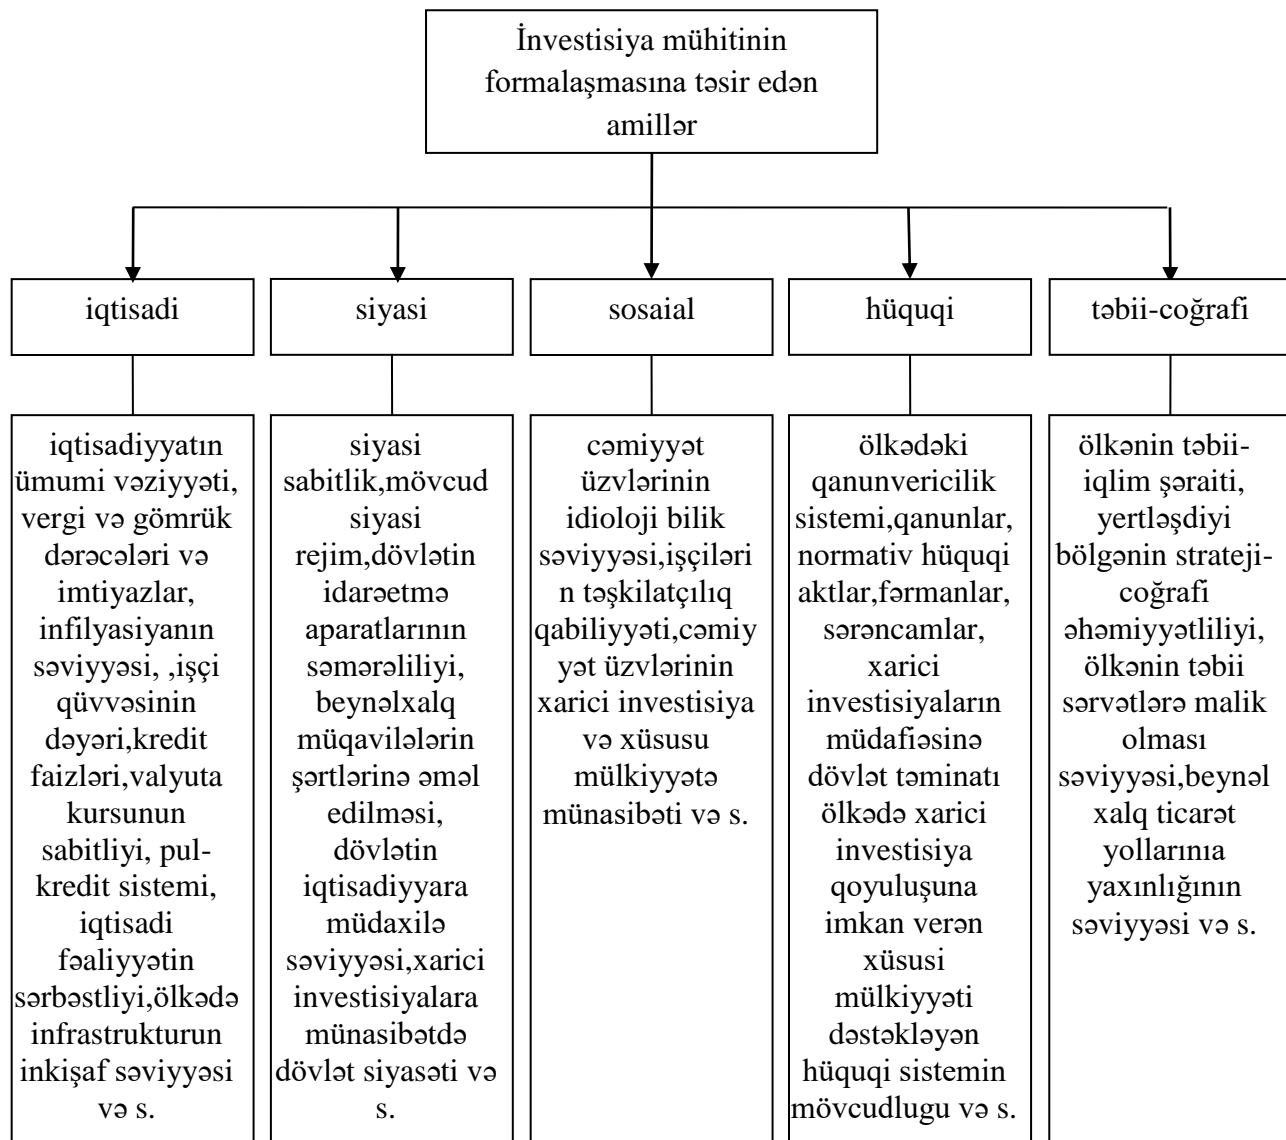 İnvestisiya mühitinin
formalaşmasına təsir edən
amillər
iqtisadi
siyasi
sosaial
hüquqi
təbii-coğrafi
iqtisadiyyatın
ümumi vəziyyəti,
vergi və gömrük
dərəcələri və
imtiyazlar,
infilyasiyanın
səviyyəsi, ,işçi
qüvvəsinin
dəyəri,kredit
faizləri,valyuta
kursunun
sabitliyi, pul-
kredit sistemi,
iqtisadi
fəaliyyətin
sərbəstliyi,ölkədə
infrastrukturun
inkişaf səviyyəsi
və s.
siyasi
sabitlik,mövcud
siyasi
rejim,dövlətin
idarəetmə
aparatlarının
səmərəliliyi,
beynəlxalq
müqavilələrin
şərtlərinə əməl
edilməsi,
dövlətin
iqtisadiyyara
müdaxilə
səviyyəsi,xarici
investisiyalara
münasibətdə
dövlət siyasəti və
s.
cəmiyyət
üzvlərinin
idioloji bilik
səviyyəsi,işçiləri
n təşkilatçılıq
qabiliyyəti,cəmiy
yət üzvlərinin
xarici investisiya
və xüsusu
mülkiyyətə
münasibəti və s.
ölkədəki
qanunvericilik
sistemi,qanunlar,
normativ hüquqi
aktlar,fərmanlar,
sərəncamlar,
xarici
investisiyaların
müdafiəsinə
dövlət təminatı
ölkədə xarici
investisiya
qoyuluşuna
imkan verən
xüsusi
mülkiyyəti
dəstəkləyən
hüquqi sistemin
mövcudlugu və s.
ölkənin təbii-
iqlim şəraiti,
yertləşdiyi
bölgənin strateji-
coğrafi
əhəmiyyətliliyi,
ölkənin təbii
sərvətlərə malik
olması
səviyyəsi,beynəl
xalq ticarət
yollarınıa
yaxınlığının
səviyyəsi və s.